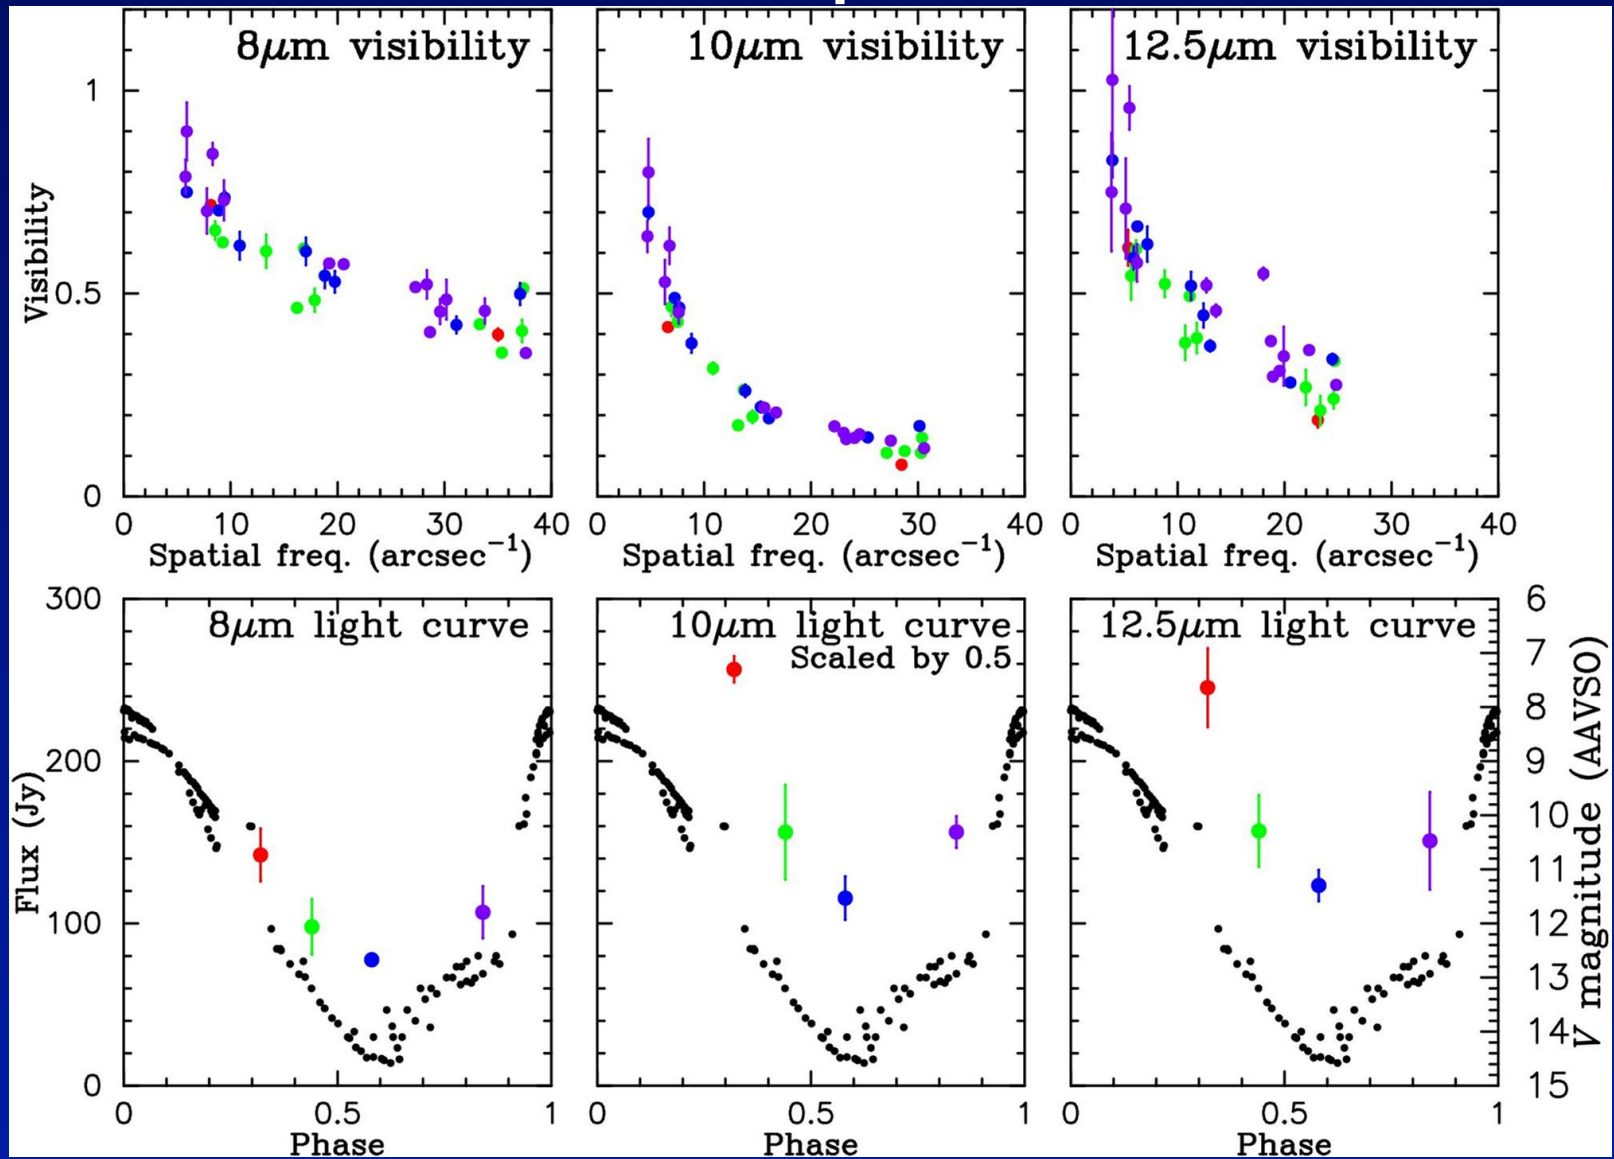 8μm visibility
10μm visibility
12.5μm visibility
Visibility
1
0.5
0
0 10 20 30 40
0 10 20 30 40
0 10 20 30 40
Spatial freq. (arcsec⁻¹)
Spatial freq. (arcsec⁻¹)
Spatial freq. (arcsec⁻¹)
8μm light curve
10μm light curve
Scaled by 0.5
12.5μm light curve
Flux (Jy)
300
200
100
0
6
7
8
9
10
11
12
13
14
15
V magnitude (AAVSO)
0 0.5 1
0 0.5 1
0 0.5 1
Phase
Phase
Phase